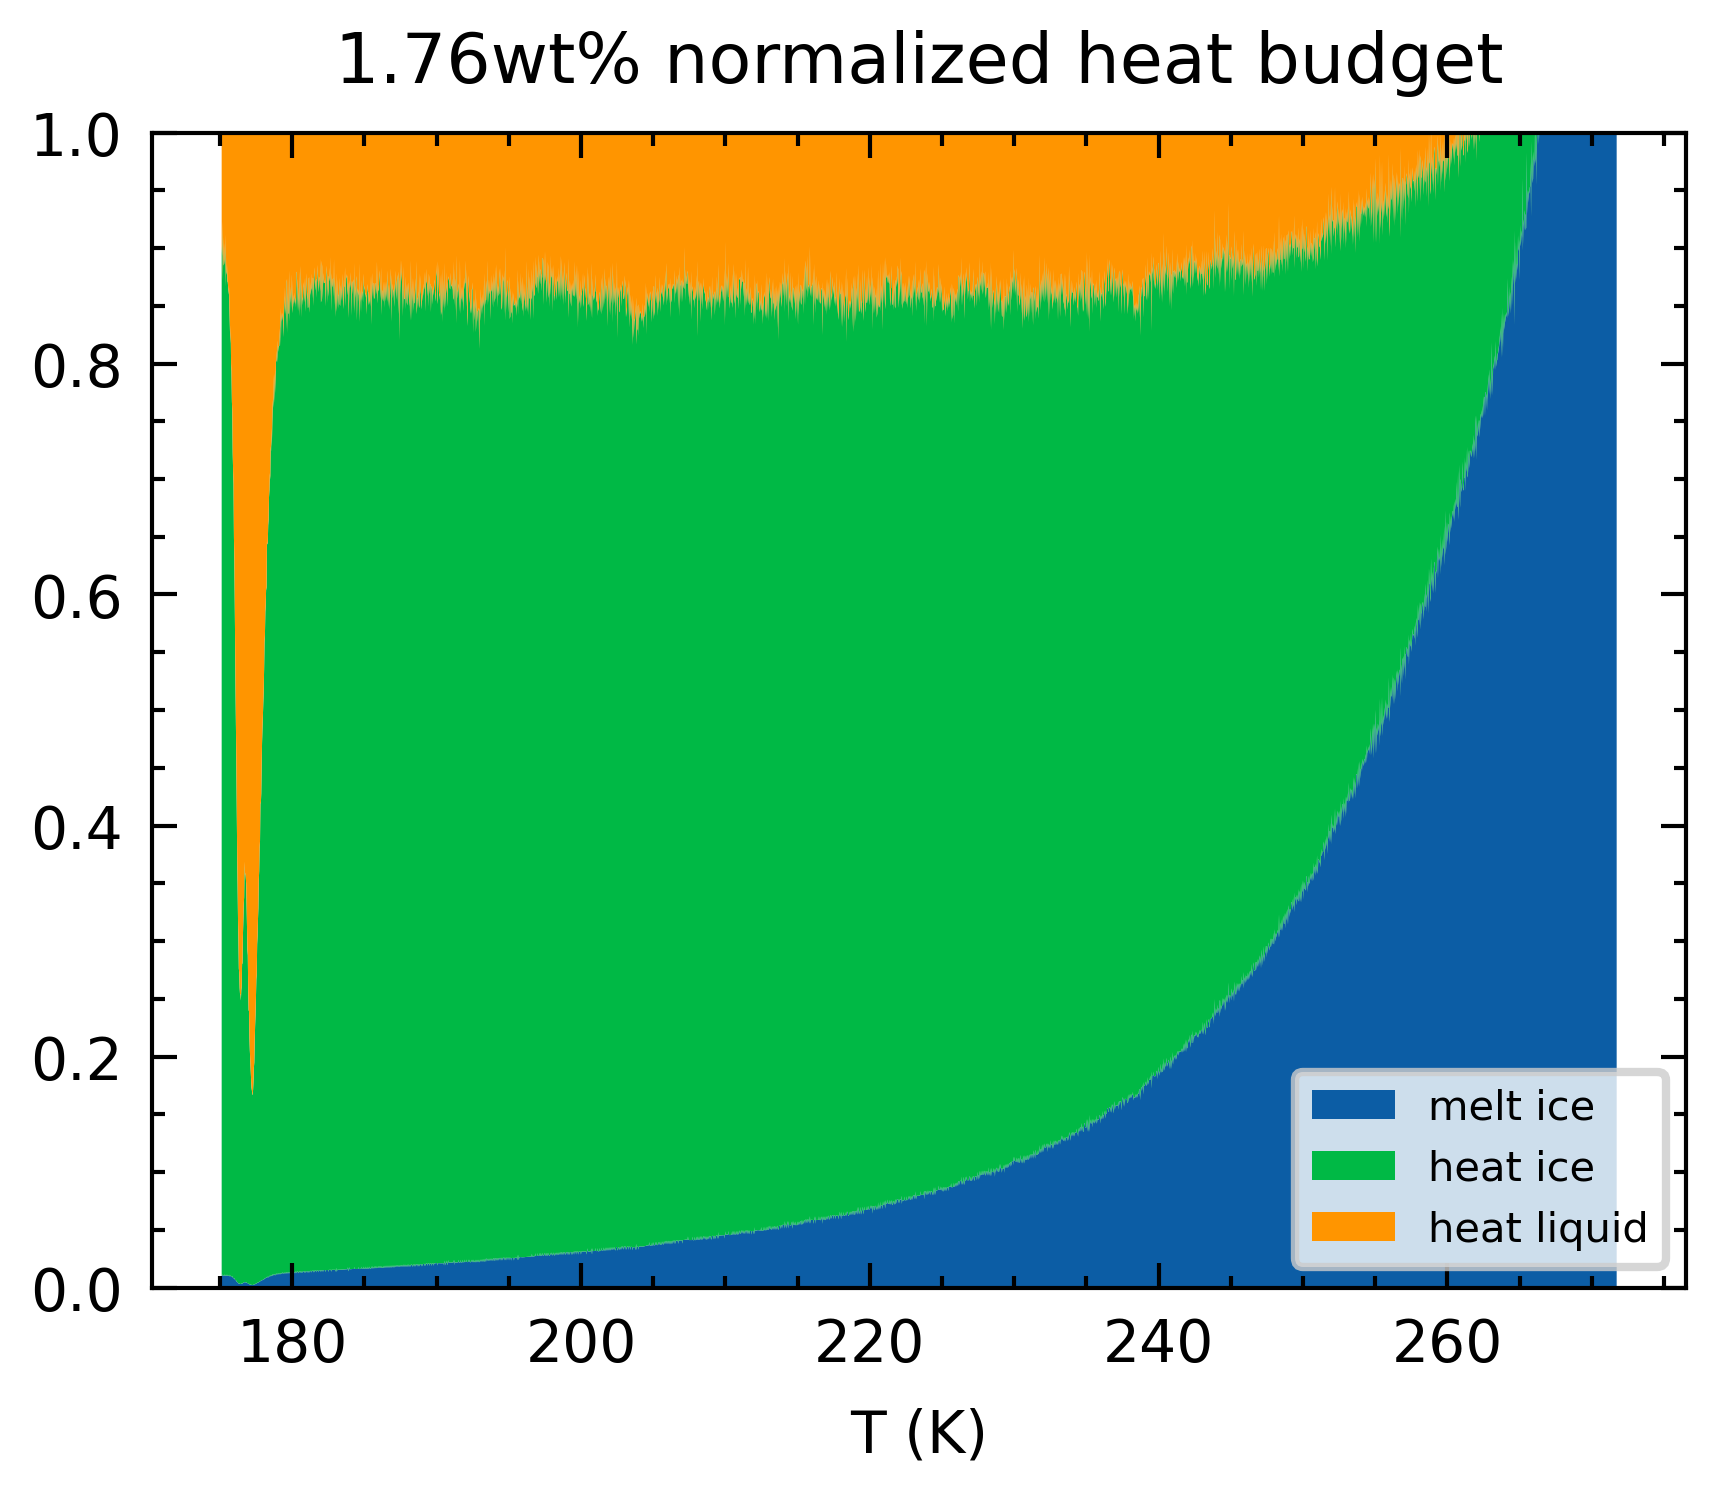 1.76wt% normalized heat budget
1.0
0.8
0.6
0.4
0.2
0.0
melt ice
heat ice
heat liquid
180 200 220 240 260
T (K)